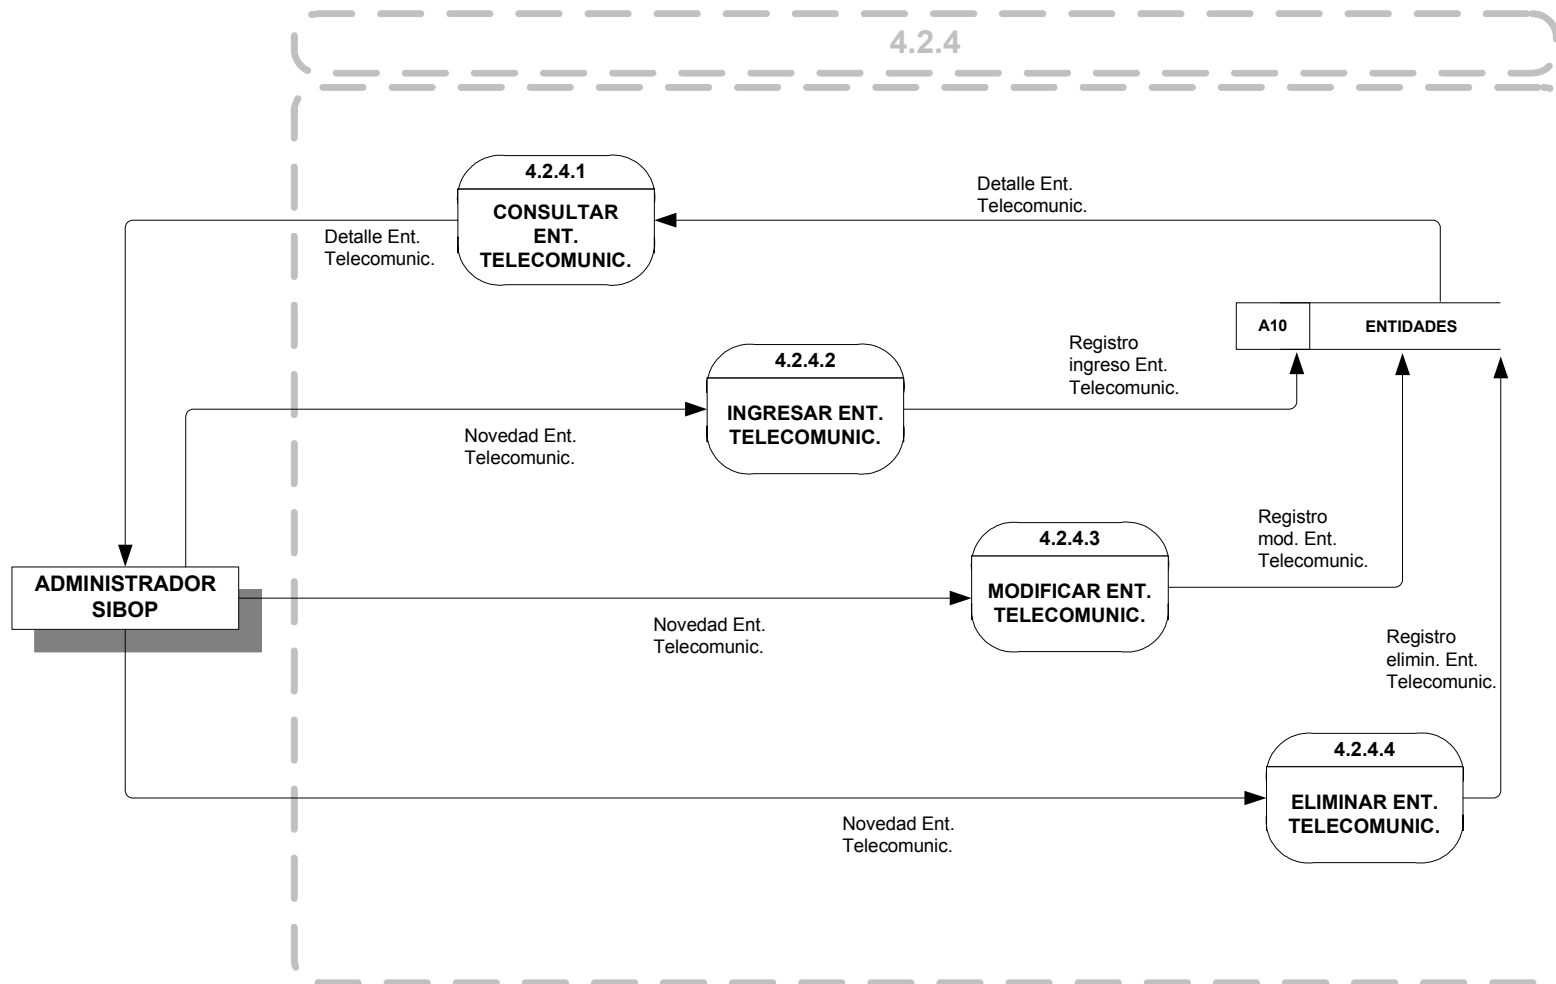 4.2.4
4.2.4.1
CONSULTAR
ENT.
TELECOMUNIC.
Detalle Ent.
Telecomunic.
Detalle Ent.
Telecomunic.
A10
ENTIDADES
4.2.4.2
INGRESAR ENT.
TELECOMUNIC.
Registro
ingreso Ent.
Telecomunic.
Novedad Ent.
Telecomunic.
4.2.4.3
MODIFICAR ENT.
TELECOMUNIC.
Registro
mod. Ent.
Telecomunic.
ADMINISTRADOR
SIBOP
Novedad Ent.
Telecomunic.
Registro
elimin. Ent.
Telecomunic.
4.2.4.4
ELIMINAR ENT.
TELECOMUNIC.
Novedad Ent.
Telecomunic.